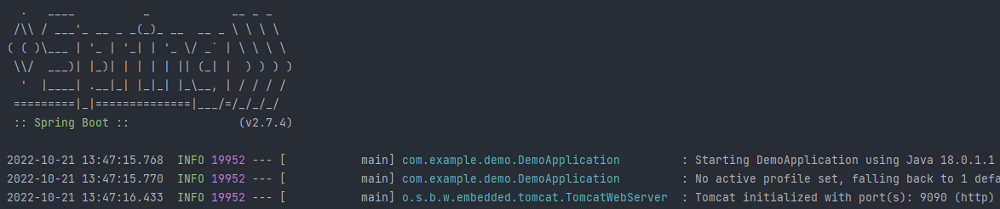 .   ____          _            __ _ _
 /\\ / ___'_ __ _ _(_)_ __  __ _ \ \ \ \
( ( )\___ | '_ | '_| | '_ \/ _` | \ \ \ \
 \\/  ___)| |_)| | | | | || (_| |  ) ) ) )
  '  |____| .__|_| |_|_| |_\__, | / / / /
 =========|_|==============|___/=/_/_/_/
 :: Spring Boot ::                (v2.7.4)
2022-10-21 13:47:15.768  INFO 19952 --- [           main] com.example.demo.DemoApplication         : Starting DemoApplication using Java 18.0.1.1
2022-10-21 13:47:15.770  INFO 19952 --- [           main] com.example.demo.DemoApplication         : No active profile set, falling back to 1 defa
2022-10-21 13:47:16.433  INFO 19952 --- [           main] o.s.b.w.embedded.tomcat.TomcatWebServer  : Tomcat initialized with port(s): 9090 (http)